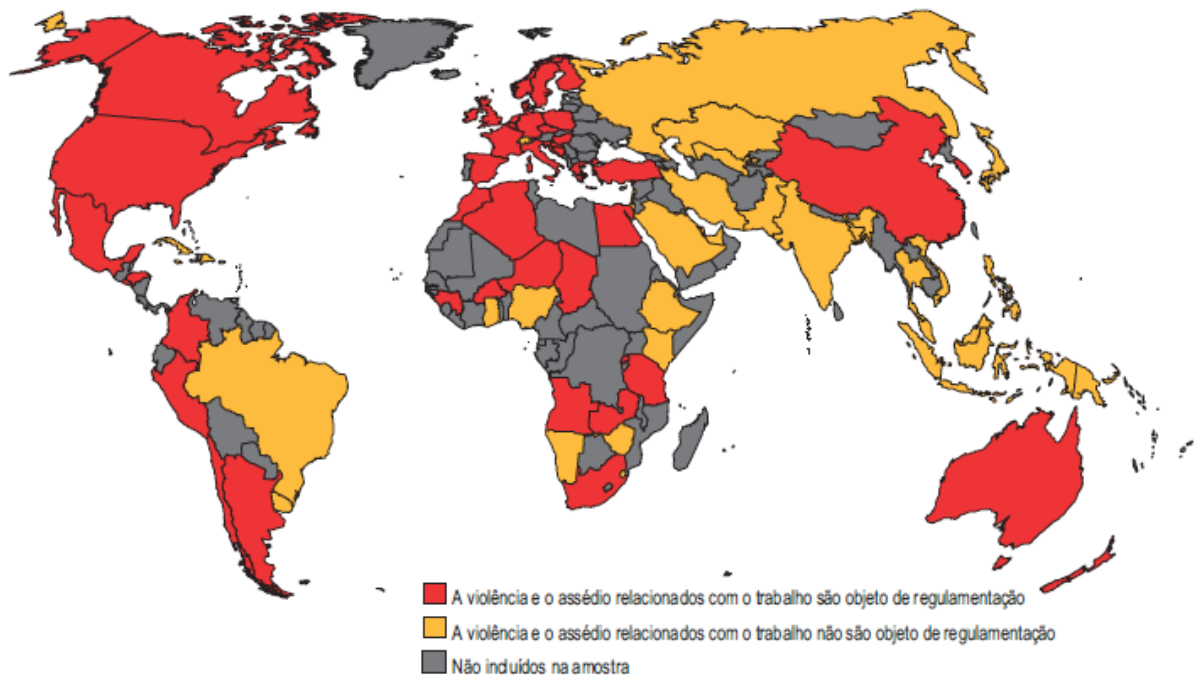 A violência e o assédio relacionados com o trabalho são objeto de regulamentação
A violência e o assédio relacionados com o trabalho não são objeto de regulamentação
Não incluídos na amostra